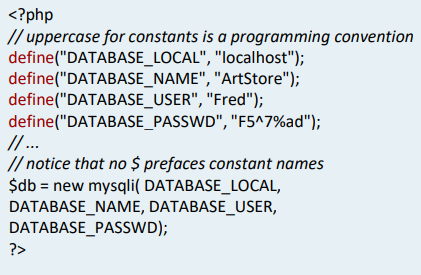 <?php
// uppercase for constants is a programming convention
define("DATABASE_LOCAL", "localhost");
define("DATABASE_NAME", "ArtStore");
define("DATABASE_USER", "Fred");
define("DATABASE_PASSWD", "F5^7%ad");
// ...
// notice that no $ prefaces constant names
$db = new mysqli( DATABASE_LOCAL,
DATABASE_NAME, DATABASE_USER,
DATABASE_PASSWD);
?>